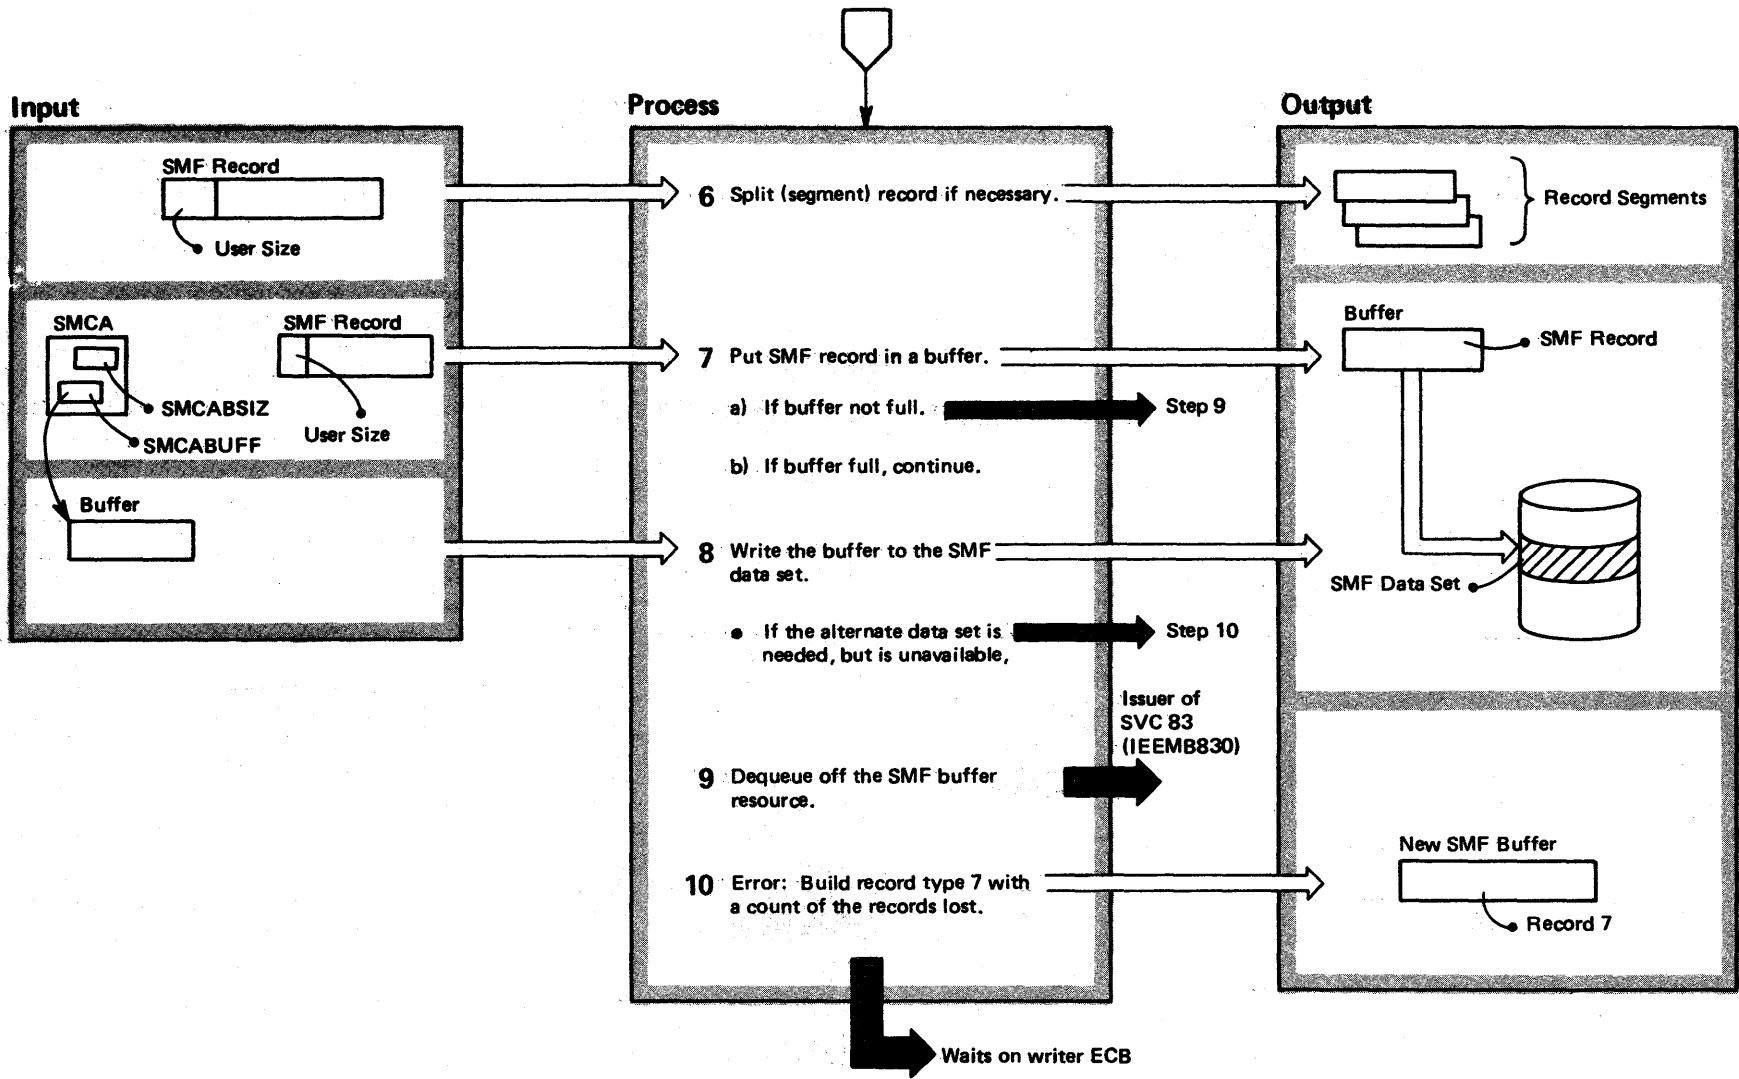 Input
SMF Record
User Size
SMCA
SMF Record
SMCABSIZ
User Size
SMCABUFF
Buffer
Process
6 Split (segment) record if necessary.
7 Put SMF record in a buffer.
a) If buffer not full.
Step 9
b) If buffer full, continue.
8 Write the buffer to the SMF
data set.
• If the alternate data set is
needed, but is unavailable,
Step 10
Issuer of
SVC 83
(IEEMB830)
9 Dequeue off the SMF buffer
resource.
10 Error: Build record type 7 with
a count of the records lost.
Waits on writer ECB
Output
Record Segments
Buffer
SMF Record
SMF Data Set
New SMF Buffer
Record 7